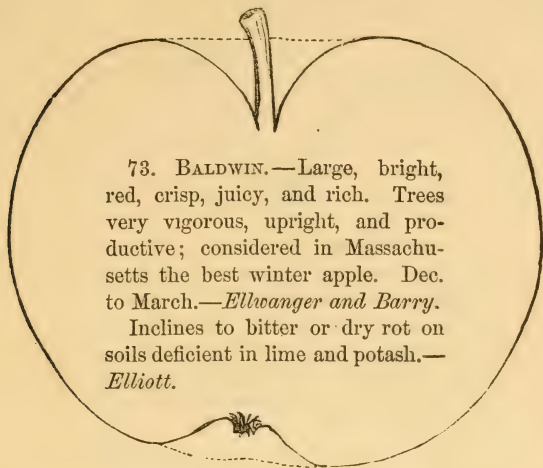 73. BALDWIN.—Large, bright,
red, crisp, juicy, and rich. Trees
very vigorous, upright, and pro-
ductive; considered in Massachu-
setts the best winter apple. Dec.
to March.—Ellwanger and Barry.
Inclines to bitter or dry rot on
soils deficient in lime and potash.—
Elliott.